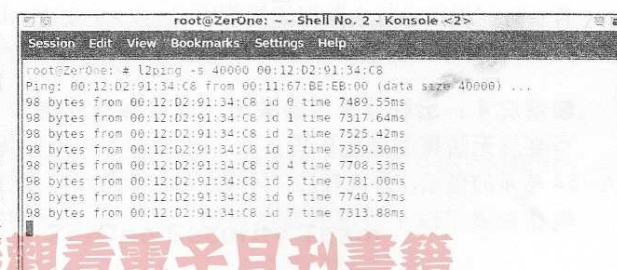 root@ZerOne: ~ - Shell No. 2 - Konsole <2>
Session Edit View Bookmarks Settings Help
root@ZerOne: # l2ping -s 40000 00:12:D2:91:34:C8
Ping: 00:12:D2:91:34:C8 from 00:11:67:BE:EB:00 (data size 40000) ...
98 bytes from 00:12:D2:91:34:C8 id 0 time 7489.55ms
98 bytes from 00:12:D2:91:34:C8 id 1 time 7317.64ms
98 bytes from 00:12:D2:91:34:C8 id 2 time 7525.42ms
98 bytes from 00:12:D2:91:34:C8 id 3 time 7359.30ms
98 bytes from 00:12:D2:91:34:C8 id 4 time 7708.53ms
98 bytes from 00:12:D2:91:34:C8 id 5 time 7781.00ms
98 bytes from 00:12:D2:91:34:C8 id 6 time 7740.32ms
98 bytes from 00:12:D2:91:34:C8 id 7 time 7313.88ms
觀看電子月刊書籍